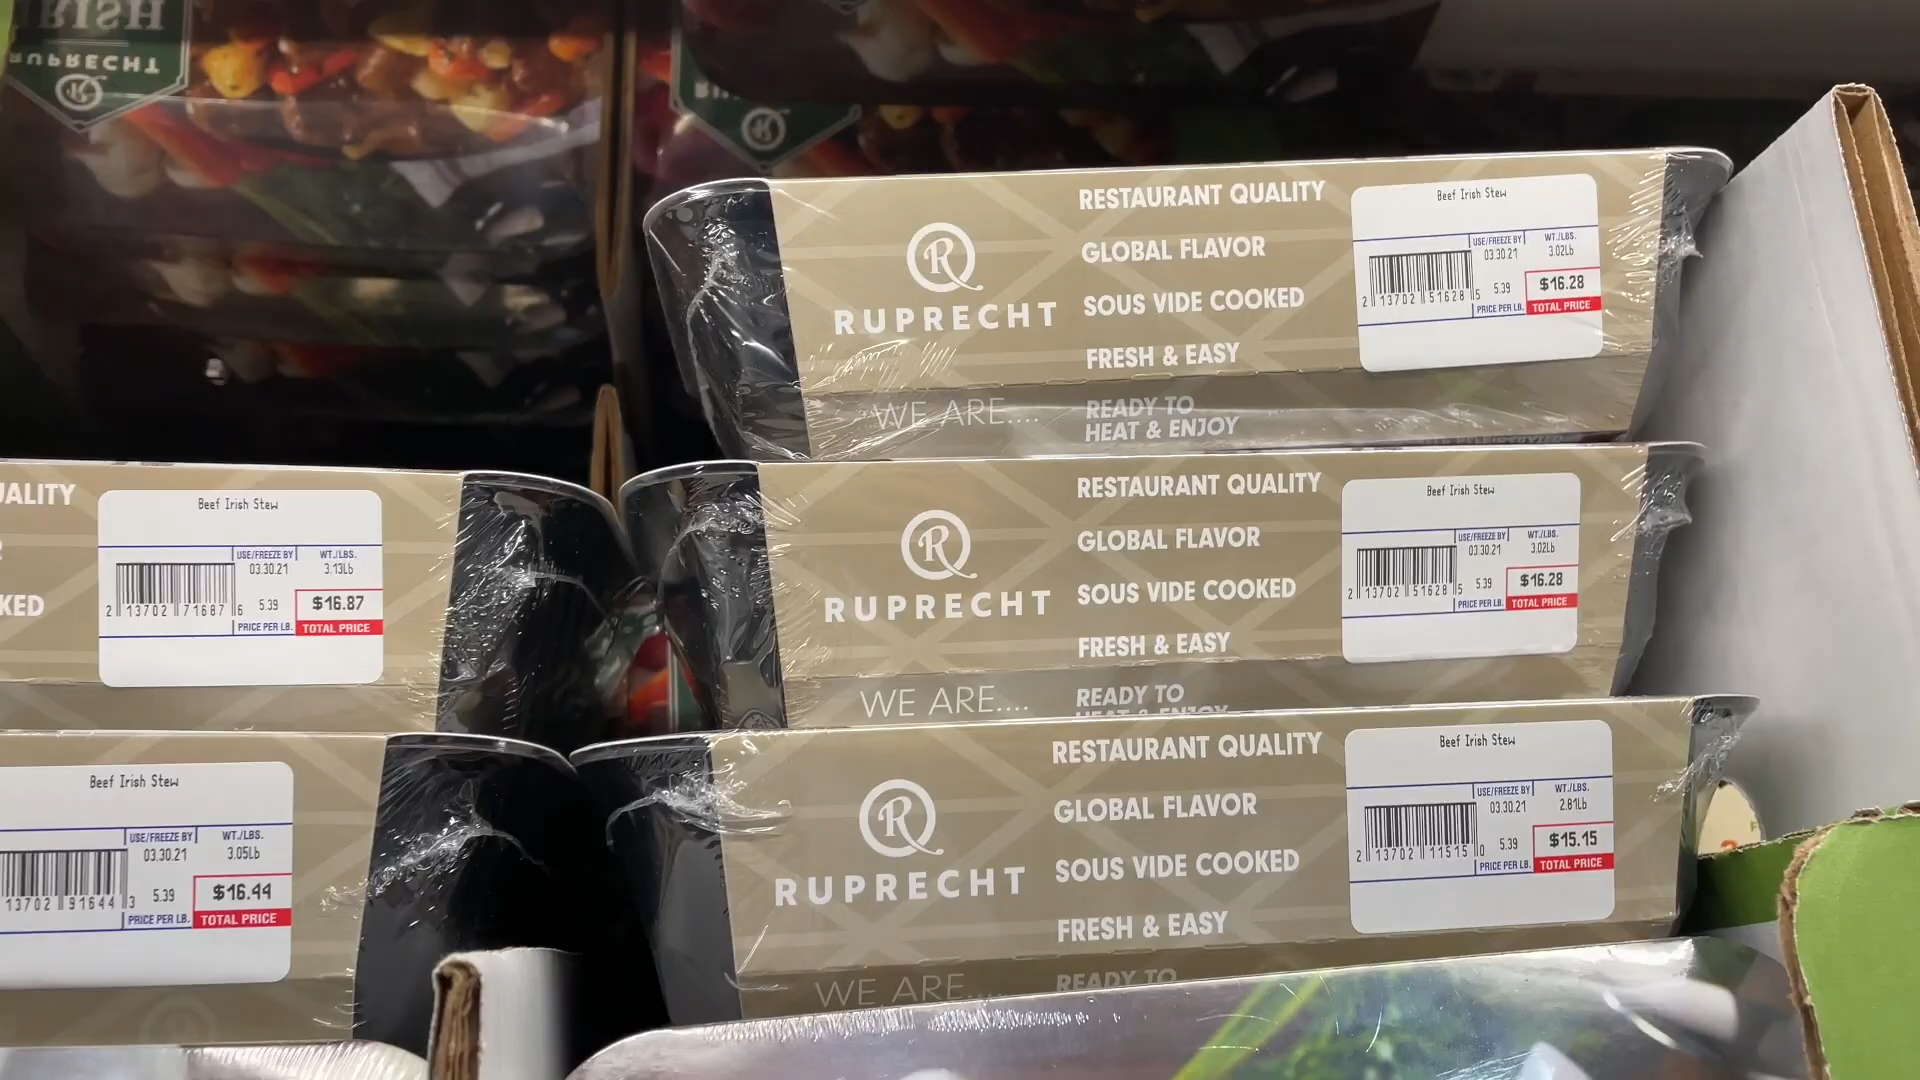 RUPRECHT
RESTAURANT QUALITY
GLOBAL FLAVOR
SOUS VIDE COOKED
FRESH & EASY
WE ARE....
READY TO
HEAT & ENJOY
Beef Irish Stew
USE/FREEZE BY WT./LBS.
03.30.21 3.02Lb
2 13702 51628 5 5.39 $16.28
PRICE PER LB. TOTAL PRICE
Beef Irish Stew
USE/FREEZE BY WT./LBS.
03.30.21 3.13Lb
2 13702 71687 6 5.39 $16.87
PRICE PER LB. TOTAL PRICE
RUPRECHT
RESTAURANT QUALITY
GLOBAL FLAVOR
SOUS VIDE COOKED
FRESH & EASY
WE ARE....
READY TO
HEAT & ENJOY
Beef Irish Stew
USE/FREEZE BY WT./LBS.
03.30.21 3.02Lb
2 13702 51628 5 5.39 $16.28
PRICE PER LB. TOTAL PRICE
Beef Irish Stew
USE/FREEZE BY WT./LBS.
03.30.21 3.05Lb
13702 91644 3 5.39 $16.44
PRICE PER LB. TOTAL PRICE
RUPRECHT
RESTAURANT QUALITY
GLOBAL FLAVOR
SOUS VIDE COOKED
FRESH & EASY
WE ARE....
READY TO
Beef Irish Stew
USE/FREEZE BY WT./LBS.
03.30.21 2.81Lb
2 13702 11515 0 5.39 $15.15
PRICE PER LB. TOTAL PRICE
RUPRECHT
IRISH